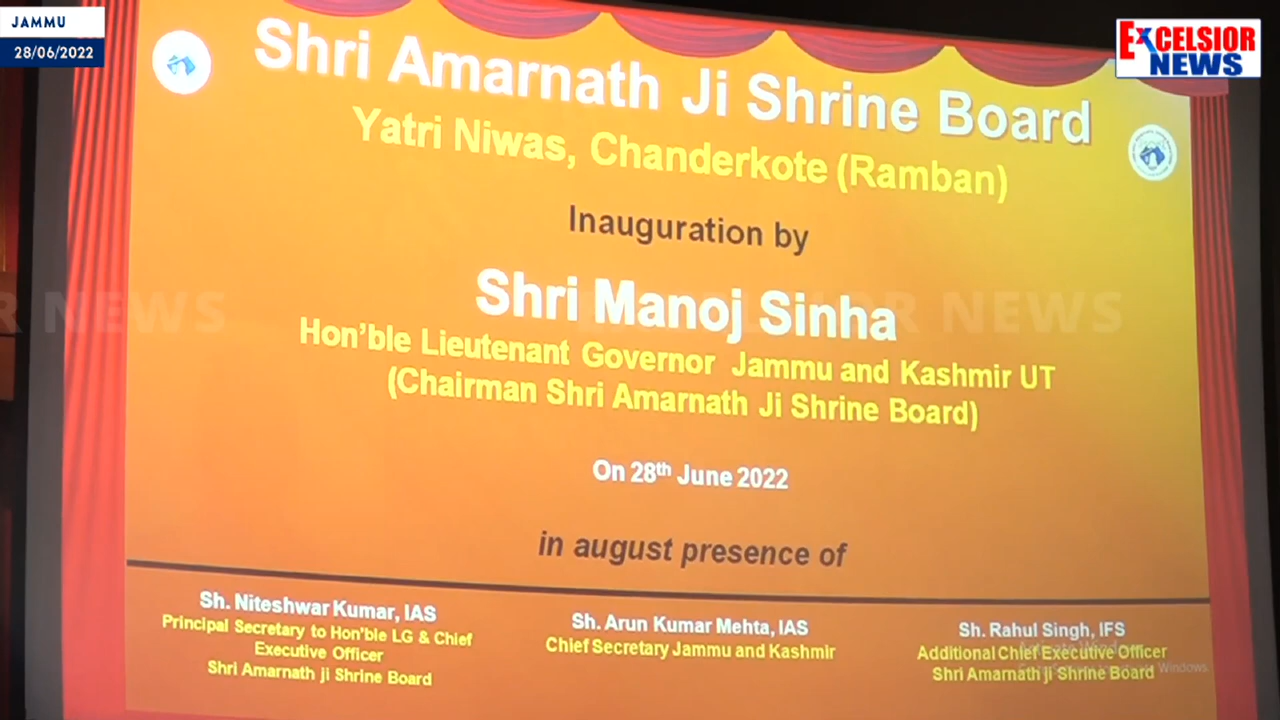 JAMMU
28/06/2022
EXCELSIOR
NEWS
Shri Amarnath Ji Shrine Board
Yatri Niwas, Chanderkote (Ramban)
Inauguration by
Shri Manoj Sinha
Hon'ble Lieutenant Governor Jammu and Kashmir UT
(Chairman Shri Amarnath Ji Shrine Board)
R NEWS
R NEWS
On 28th June 2022
in august presence of
Sh. Niteshwar Kumar, IAS
Principal Secretary to Hon'ble LG & Chief
Executive Officer
Shri Amarnath Ji Shrine Board
Sh. Arun Kumar Mehta, IAS
Chief Secretary Jammu and Kashmir
Sh. Rahul Singh, IFS
Additional Chief Executive Officer
Shri Amarnath ji Shrine Board
Windows